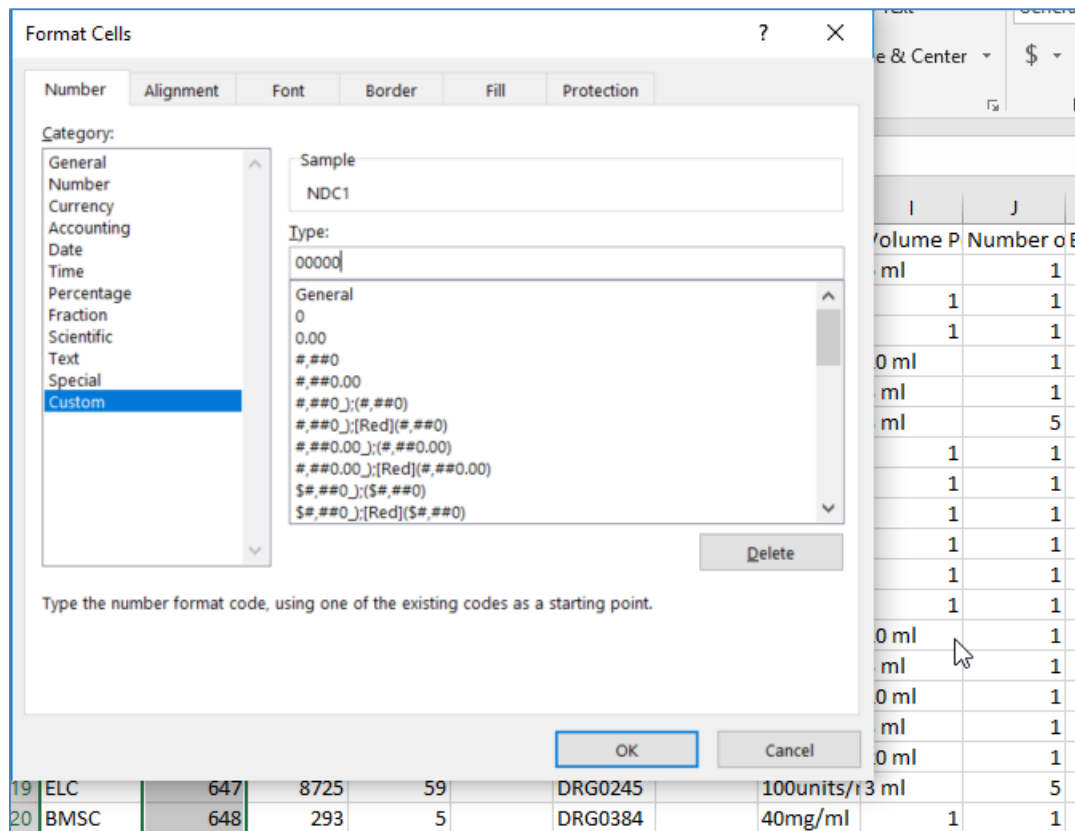 Format Cells ? ×
e & Center $
Number Alignment Font Border Fill Protection
Category:
General
Number
Currency
Accounting
Date
Time
Percentage
Fraction
Scientific
Text
Special
Custom
Sample
NDC1
Type:
00000
General
0
0.00
#,##0
#,##0.00
#,##0_);(#,##0)
#,##0_);[Red](#,##0)
#,##0.00_);(#,##0.00)
#,##0.00_);[Red](#,##0.00)
$#,##0_);($#,##0)
$#,##0_);[Red]($#,##0)
Delete
Type the number format code, using one of the existing codes as a starting point.
OK Cancel
I J
Volume P Number o
ml 1
1 1
1 1
0 ml 1
ml 1
ml 5
1 1
1 1
1 1
1 1
1 1
1 1
0 ml 1
ml 1
0 ml 1
ml 1
0 ml 1
19 ELC 647 8725 59 DRG0245 100units/r 3 ml 5
20 BMSC 648 293 5 DRG0384 40mg/ml 1 1